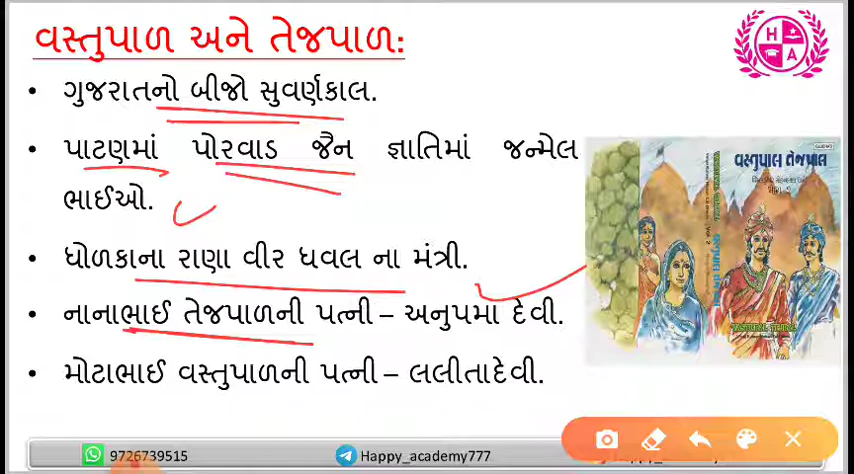 વસ્તુપાળ અને તેજપાળ:
H A
• ગુજરાતનો બીજો સુવર્ણકાલ.
• પાટણમાં પોરવાડ જૈન જ્ઞાતિમાં જન્મેલ
ભાઈઓ.
• ધોળકાના રાણા વીર ધવલ ના મંત્રી.
• નાનાભાઈ તેજપાળની પત્ની – અનુપમા દેવી.
• મોટાભાઈ વસ્તુપાળની પત્ની – લલીતાદેવી.
વસ્તુપાલ તેજપાલ
9726739515
Happy_academy777